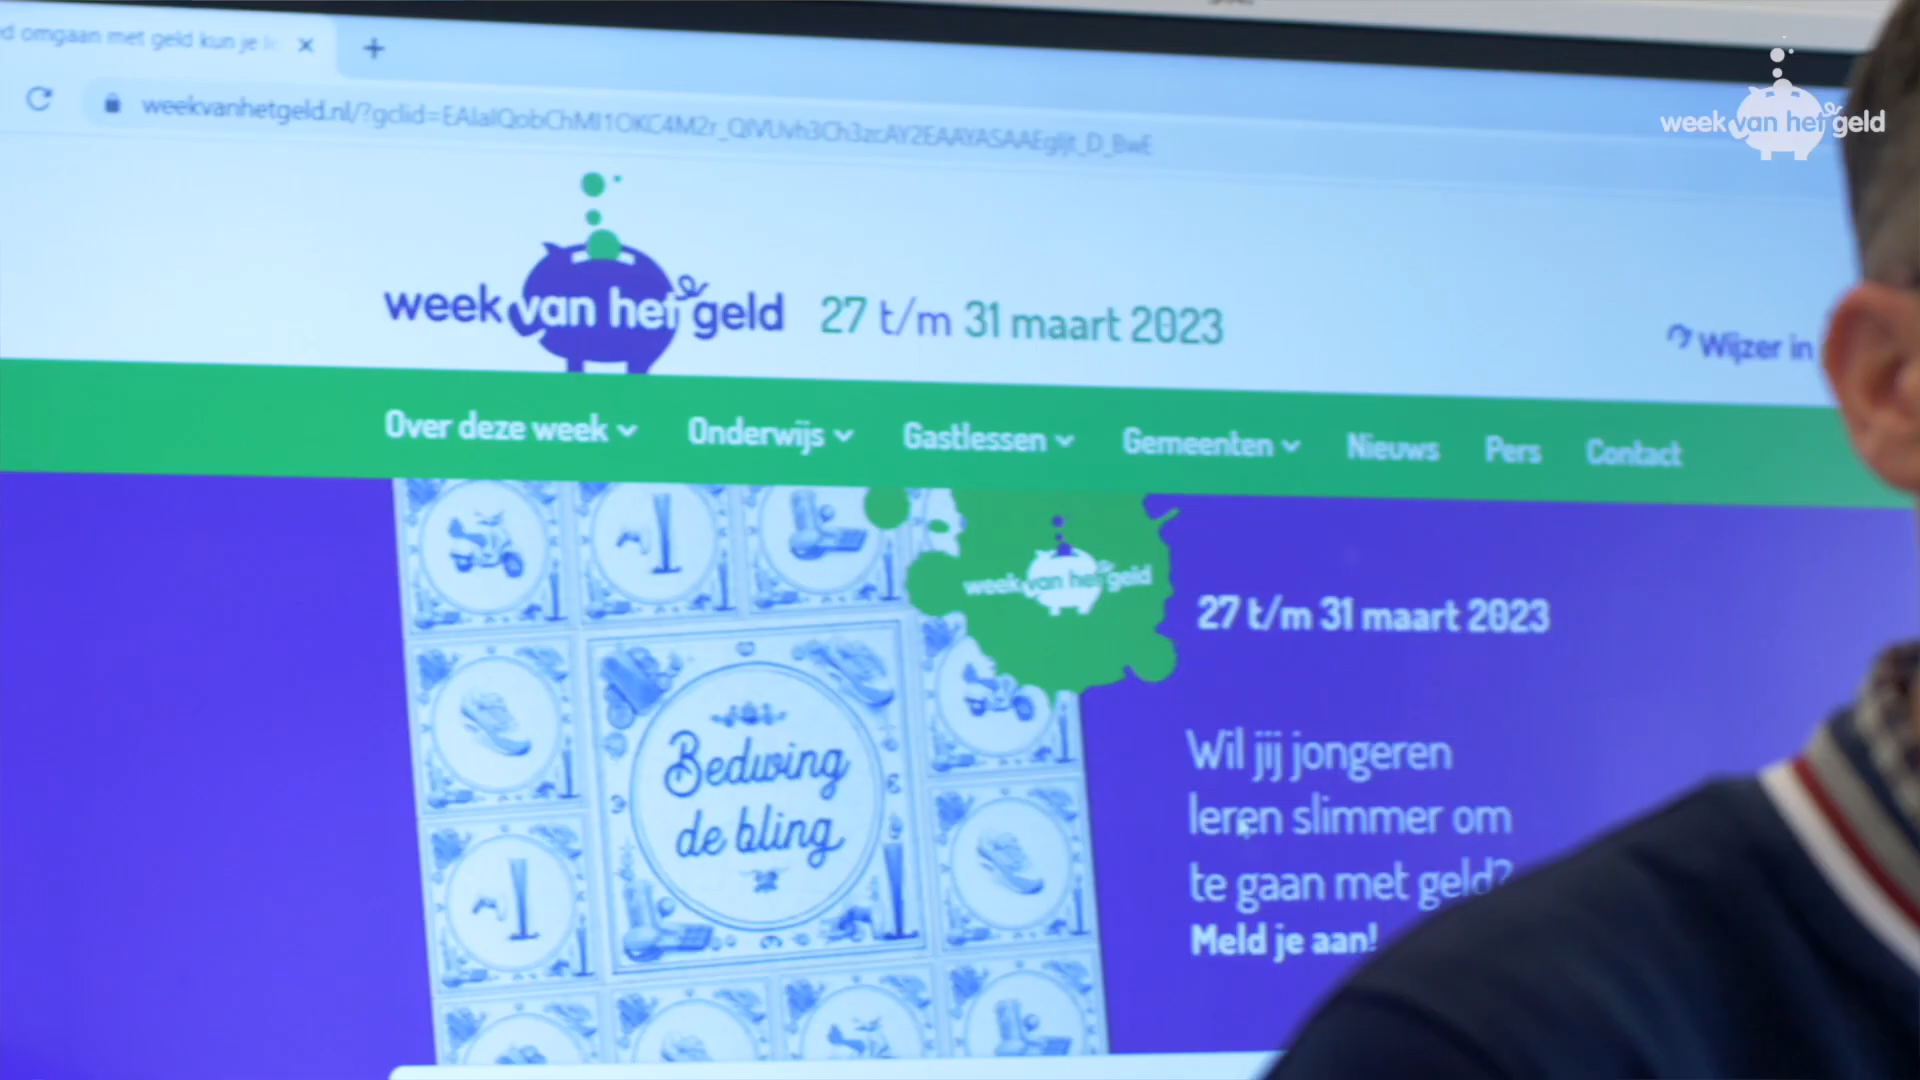 omgaan met geld kun je
weekvanhetgeld.nl/?gclid=
week van het geld
week van het geld 27 t/m 31 maart 2023
Wijzer in
Over deze week Onderwijs Gastlessen Gemeenten Nieuws Pers Contact
week van het geld
27 t/m 31 maart 2023
Bedwing
de bling
Wil jij jongeren
leren slimmer om
te gaan met geld?
Meld je aan!